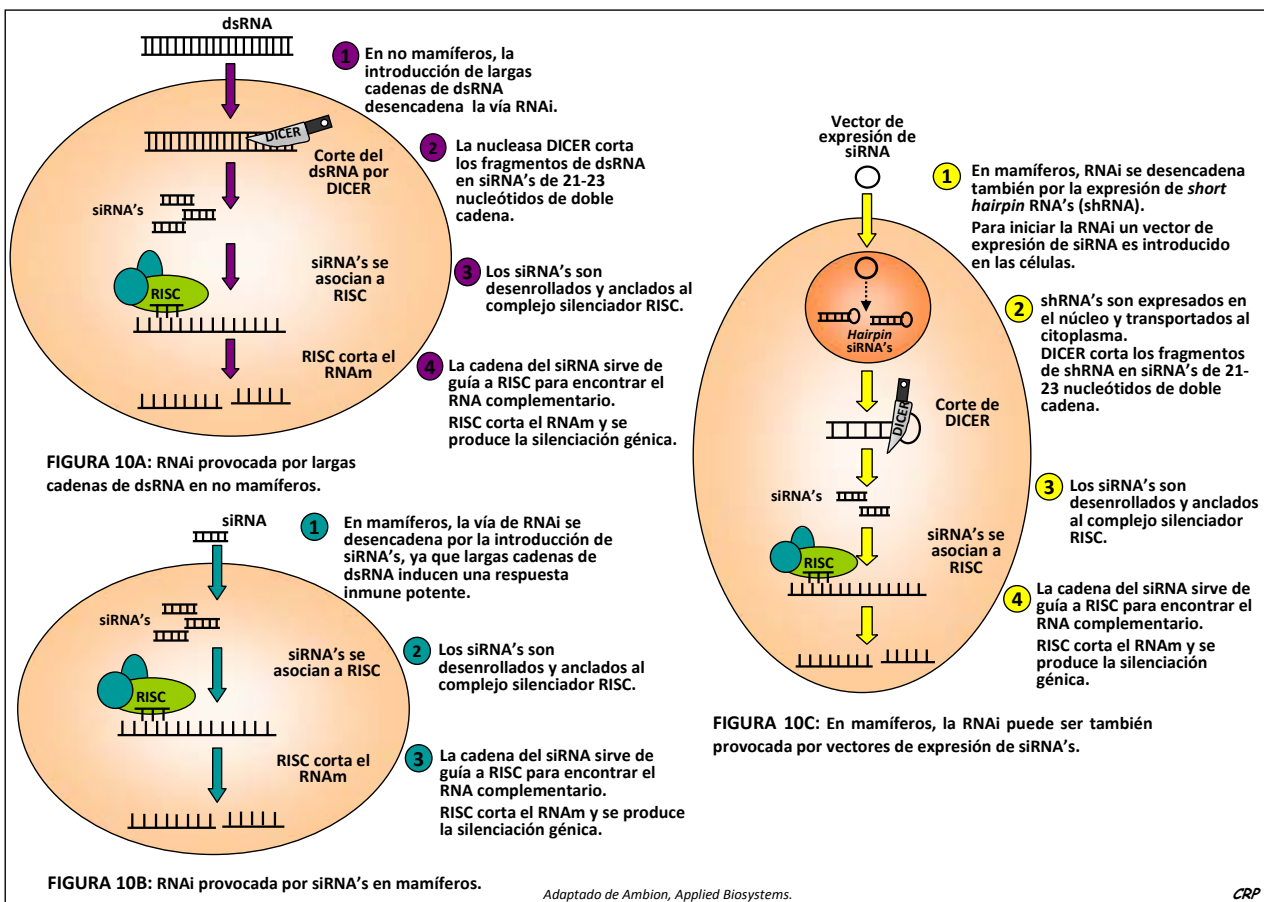 dsRNA
1
En no mamíferos, la
introducción de largas
cadenas de dsRNA
desencadena la vía RNAi.
DICER
Corte del
dsRNA por
DICER
2
La nucleasa DICER corta
los fragmentos de dsRNA
en siRNA's de 21-23
nucleótidos de doble
cadena.
siRNA's
siRNA's se
asocian a
RISC
RISC
3
Los siRNA's son
desenrollados y anclados al
complejo silenciador RISC.
RISC corta el
RNAm
4
La cadena del siRNA sirve de
guía a RISC para encontrar el
RNA complementario.
RISC corta el RNAm y se
produce la silenciación génica.
FIGURA 10A: RNAi provocada por largas
cadenas de dsRNA en no mamíferos.
siRNA
1
En mamíferos, la vía de RNAi se
desencadena por la introducción de
siRNA's, ya que largas cadenas de
dsRNA inducen una respuesta
inmune potente.
siRNA's
siRNA's se
asocian a RISC
RISC
2
Los siRNA's son
desenrollados y anclados al
complejo silenciador RISC.
RISC corta el
RNAm
3
La cadena del siRNA sirve de
guía a RISC para encontrar el
RNA complementario.
RISC corta el RNAm y se produce
la silenciación génica.
FIGURA 10B: RNAi provocada por siRNA's en mamíferos.
Vector de
expresión de
siRNA
1
En mamíferos, RNAi se desencadena
también por la expresión de short
hairpin RNA's (shRNA).
Para iniciar la RNAi un vector de
expresión de siRNA es introducido
en las células.
Hairpin
siRNA's
2
shRNA's son expresados en
el núcleo y transportados al
citoplasma.
DICER corta los fragmentos
de shRNA en siRNA's de 21-
23 nucleótidos de doble
cadena.
Corte de
DICER
DICER
siRNA's
3
Los siRNA's son
desenrollados y anclados
al complejo silenciador
RISC.
siRNA's se
asocian a
RISC
RISC
4
La cadena del siRNA sirve de
guía a RISC para encontrar el
RNA complementario.
RISC corta el RNAm y se
produce la silenciación
génica.
FIGURA 10C: En mamíferos, la RNAi puede ser también
provocada por vectores de expresión de siRNA's.
Adaptado de Ambion, Applied Biosystems.
CRP